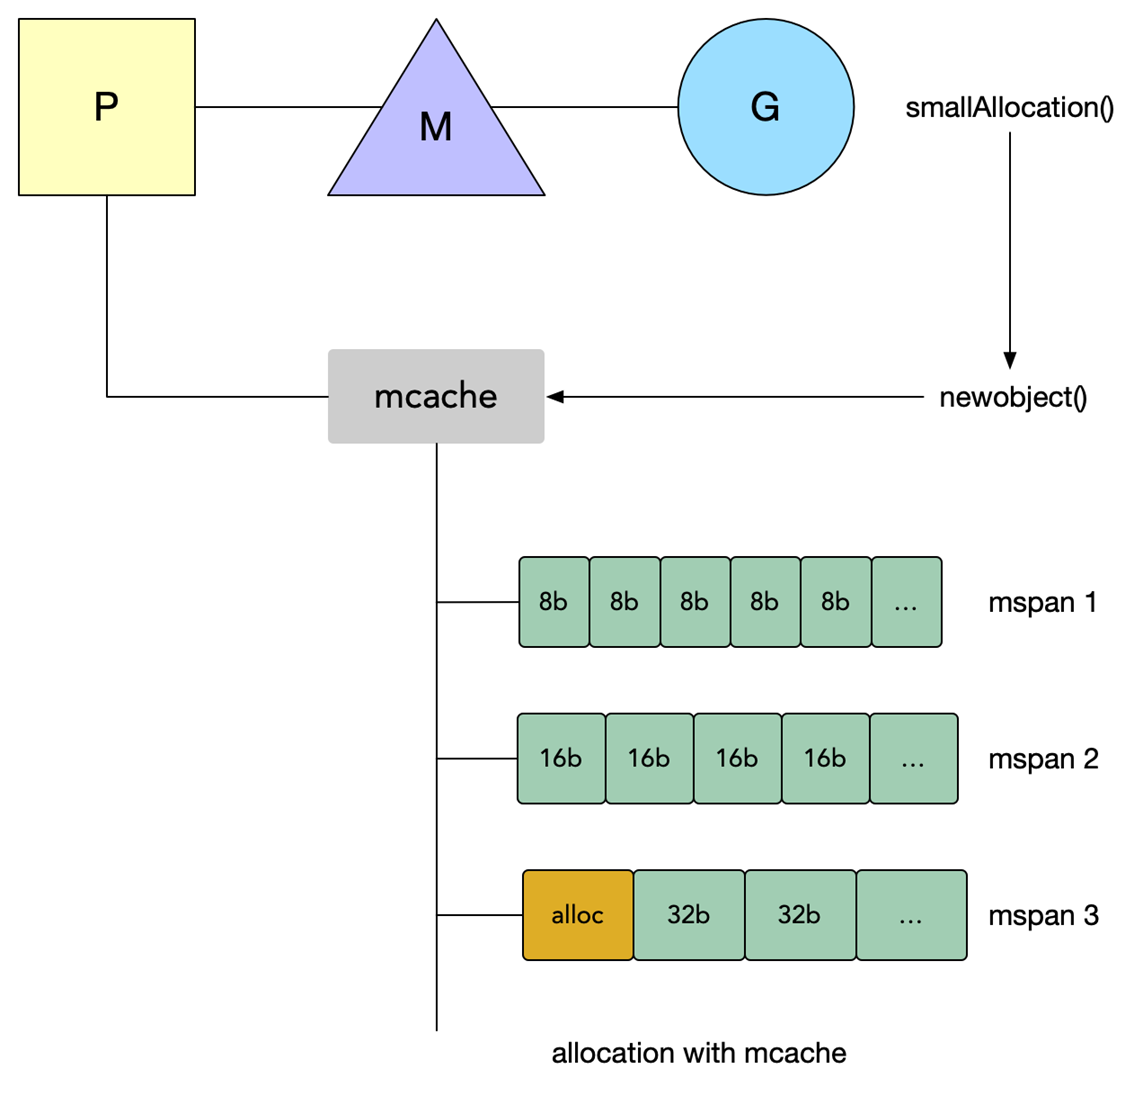 P
M
G
smallAllocation()
mcache
newobject()
8b 8b 8b 8b 8b ... mspan 1
16b 16b 16b 16b ... mspan 2
alloc 32b 32b ... mspan 3
allocation with mcache